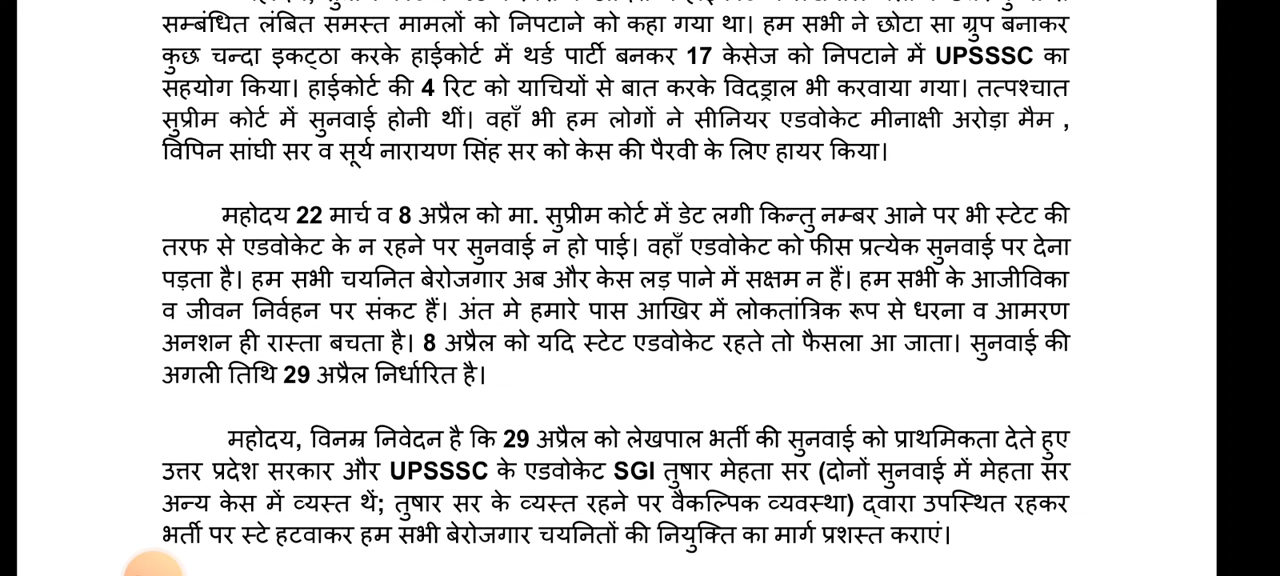 सम्बंधित लंबित समस्त मामलों को निपटाने को कहा गया था। हम सभी ने छोटा सा ग्रुप बनाकर
कुछ चन्दा इकट्ठा करके हाईकोर्ट में थर्ड पार्टी बनकर 17 केसेज को निपटाने में UPSSSC का
सहयोग किया। हाईकोर्ट की 4 रिट को याचियों से बात करके विदड्राल भी करवाया गया। तत्पश्चात
सुप्रीम कोर्ट में सुनवाई होनी थीं। वहाँ भी हम लोगों ने सीनियर एडवोकेट मीनाक्षी अरोड़ा मैम ,
विपिन सांघी सर व सूर्य नारायण सिंह सर को केस की पैरवी के लिए हायर किया।
महोदय 22 मार्च व 8 अप्रैल को मा. सुप्रीम कोर्ट में डेट लगी किन्तु नम्बर आने पर भी स्टेट की
तरफ से एडवोकेट के न रहने पर सुनवाई न हो पाई। वहाँ एडवोकेट को फीस प्रत्येक सुनवाई पर देना
पड़ता है। हम सभी चयनित बेरोजगार अब और केस लड़ पाने में सक्षम न हैं। हम सभी के आजीविका
व जीवन निर्वहन पर संकट हैं। अंत मे हमारे पास आखिर में लोकतांत्रिक रूप से धरना व आमरण
अनशन ही रास्ता बचता है। 8 अप्रैल को यदि स्टेट एडवोकेट रहते तो फैसला आ जाता। सुनवाई की
अगली तिथि 29 अप्रैल निर्धारित है।
महोदय, विनम्र निवेदन है कि 29 अप्रैल को लेखपाल भर्ती की सुनवाई को प्राथमिकता देते हुए
उत्तर प्रदेश सरकार और UPSSSC के एडवोकेट SGI तुषार मेहता सर (दोनों सुनवाई में मेहता सर
अन्य केस में व्यस्त थें; तुषार सर के व्यस्त रहने पर वैकल्पिक व्यवस्था) द्वारा उपस्थित रहकर
भर्ती पर स्टे हटवाकर हम सभी बेरोजगार चयनितों की नियुक्ति का मार्ग प्रशस्त कराएं।